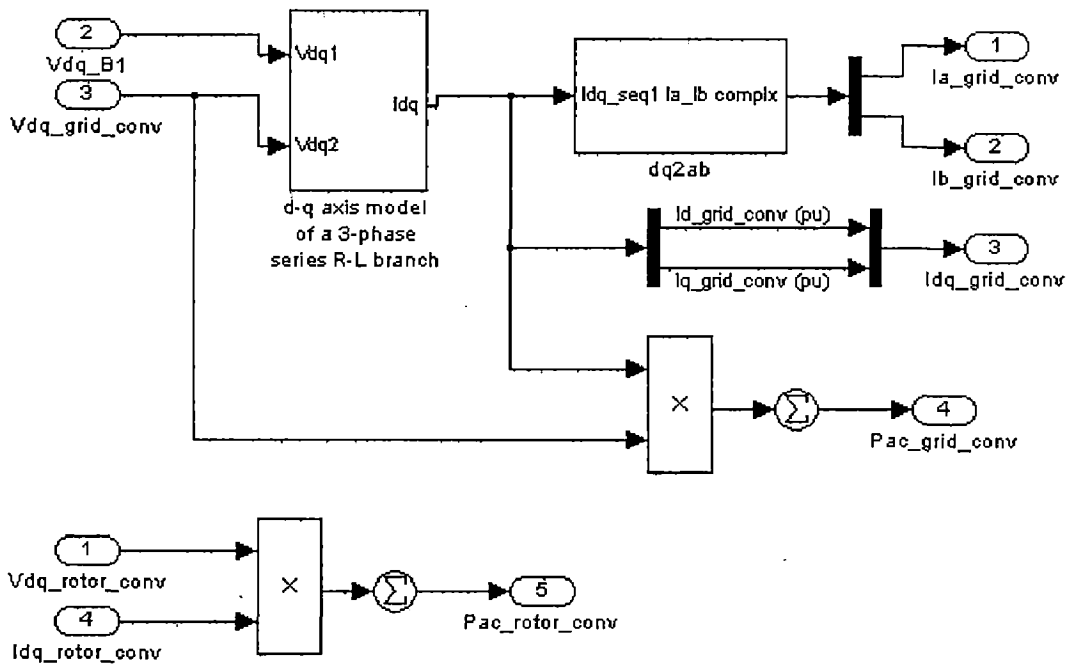 2
Vdq_B1
3
Vdq_grid_conv
Vdq1
Vdq2
Idq
d-q axis model
of a 3-phase
series R-L branch
Idq_seq1 Ia_Ib complx
dq2ab
1
Ia_grid_conv
2
Ib_grid_conv
Id_grid_conv (pu)
Iq_grid_conv (pu)
3
Idq_grid_conv
×
Σ
4
Pac_grid_conv
1
Vdq_rotor_conv
4
Idq_rotor_conv
×
Σ
5
Pac_rotor_conv